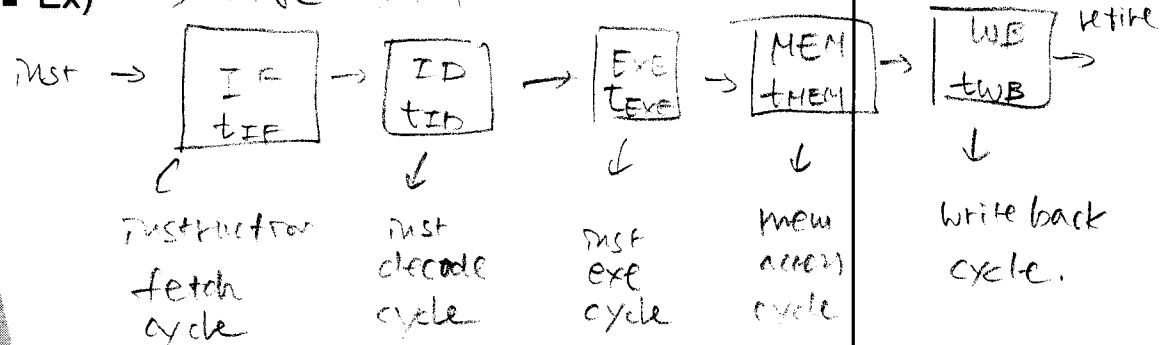 Ex)
inst → IF → ID → EXE → MEM → WB → retire
tIF tID tEXE tMEM tWB
instruction fetch cycle
inst decode cycle
inst exe cycle
mem access cycle
write back cycle.